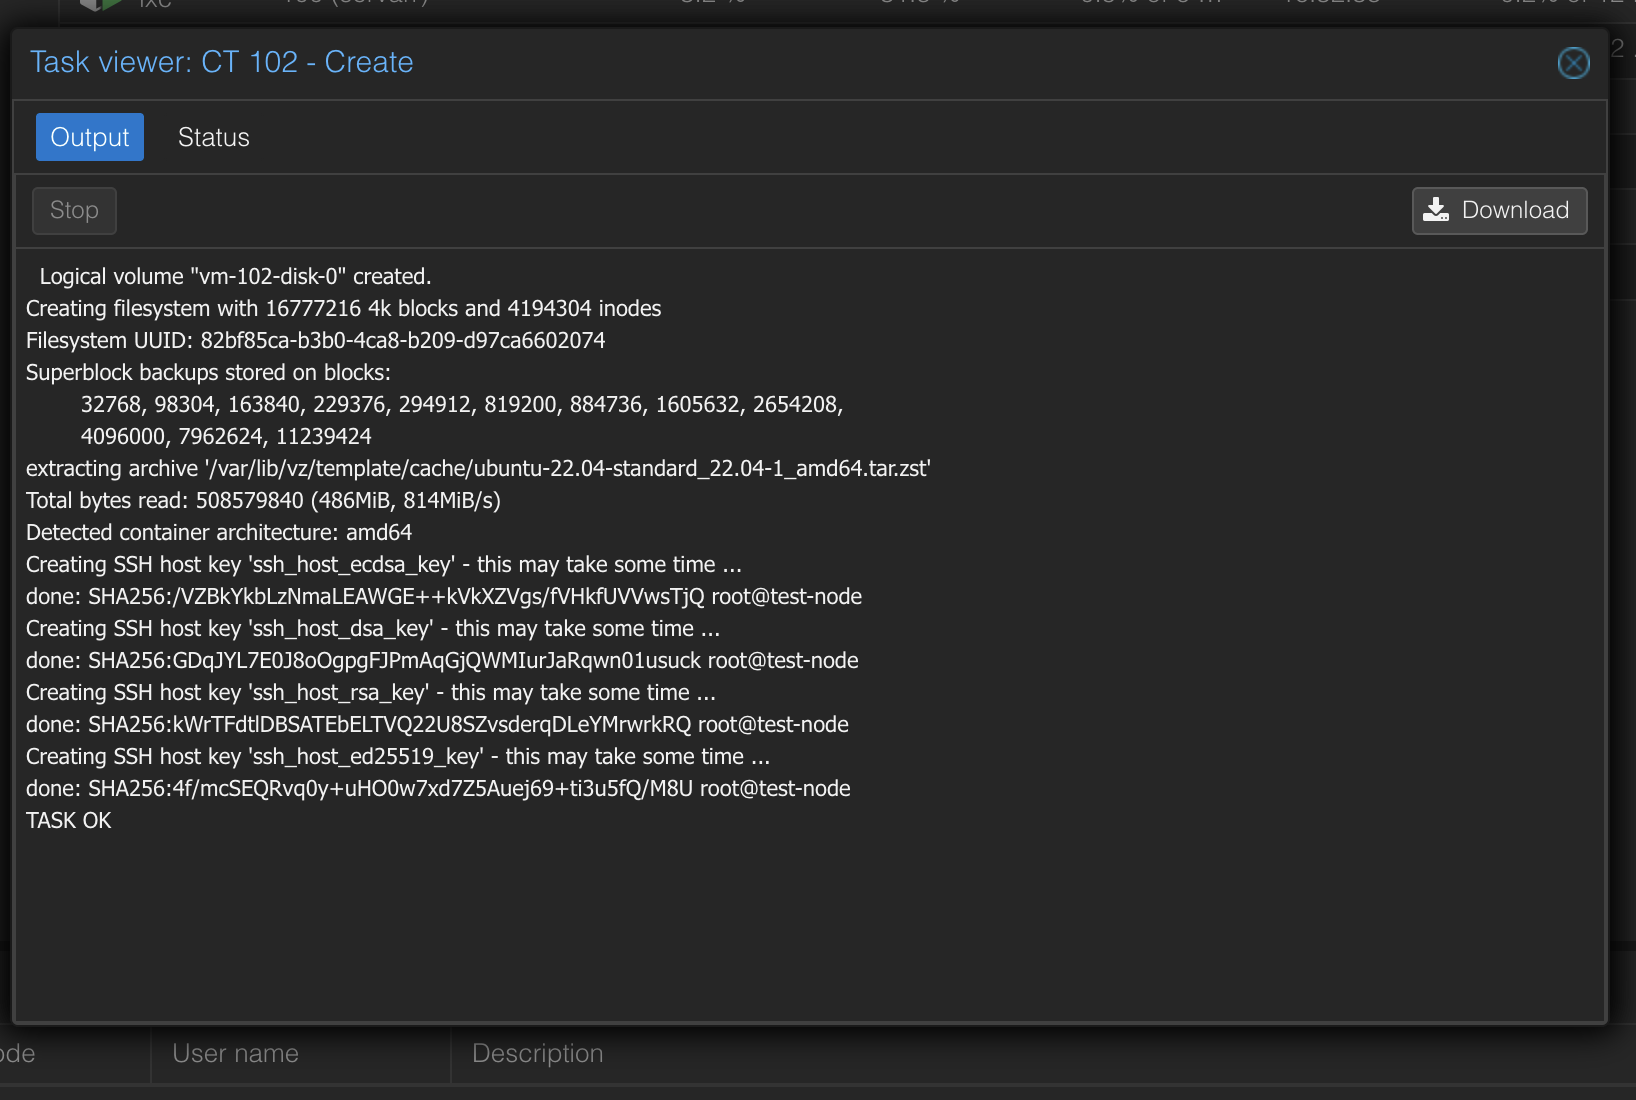 Task viewer: CT 102 - Create
Output Status
Stop Download
Logical volume "vm-102-disk-0" created.
Creating filesystem with 16777216 4k blocks and 4194304 inodes
Filesystem UUID: 82bf85ca-b3b0-4ca8-b209-d97ca6602074
Superblock backups stored on blocks:
32768, 98304, 163840, 229376, 294912, 819200, 884736, 1605632, 2654208,
4096000, 7962624, 11239424
extracting archive '/var/lib/vz/template/cache/ubuntu-22.04-standard_22.04-1_amd64.tar.zst'
Total bytes read: 508579840 (486MiB, 814MiB/s)
Detected container architecture: amd64
Creating SSH host key 'ssh_host_ecdsa_key' - this may take some time ...
done: SHA256:/VZBkYkbLzNmaLEAWGE++kVkXZVgs/fVHkfUVVwsTjQ root@test-node
Creating SSH host key 'ssh_host_dsa_key' - this may take some time ...
done: SHA256:GDqJYL7E0J8oOgpgFJPmAqGjQWMIurJaRqwn01usuck root@test-node
Creating SSH host key 'ssh_host_rsa_key' - this may take some time ...
done: SHA256:kWrTFdtlDBSATEbELTVQ22U8SZvsderqDLeYMrwrkRQ root@test-node
Creating SSH host key 'ssh_host_ed25519_key' - this may take some time ...
done: SHA256:4f/mcSEQRvq0y+uHO0w7xd7Z5Auej69+ti3u5fQ/M8U root@test-node
TASK OK
User name Description